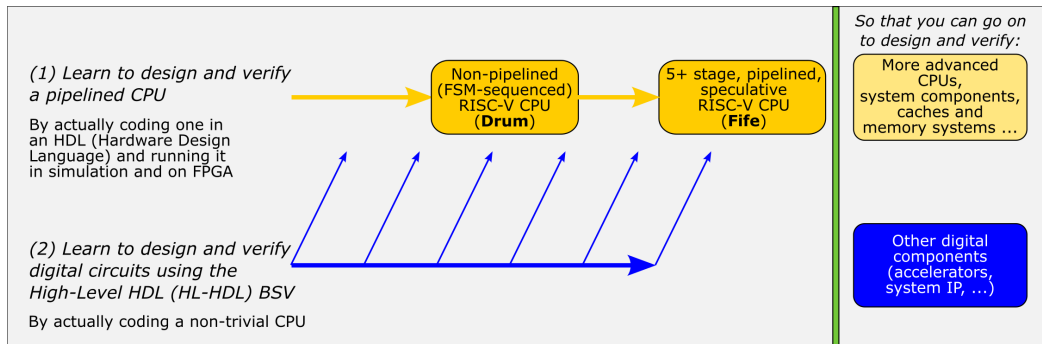 (1) Learn to design and verify
a pipelined CPU
By actually coding one in
an HDL (Hardware Design
Language) and running it
in simulation and on FPGA
Non-pipelined
(FSM-sequenced)
RISC-V CPU
(Drum)
5+ stage, pipelined,
speculative
RISC-V CPU
(Fife)
(2) Learn to design and verify
digital circuits using the
High-Level HDL (HL-HDL) BSV
By actually coding a non-trivial CPU
So that you can go on
to design and verify:
More advanced
CPUs,
system components,
caches and
memory systems ...
Other digital
components
(accelerators,
system IP, ...)